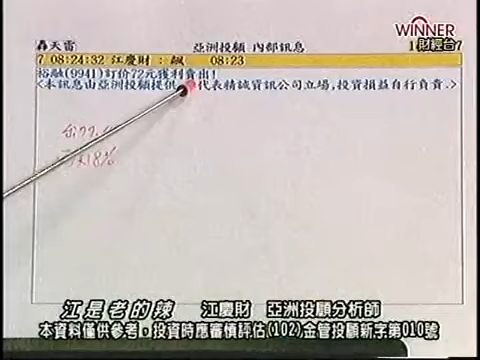 WINNER
財經台
轟天雷 亞洲投顧 內部訊息
7 08:24:32 江慶財: 飆 08:23
裕融(9941)訂价72元獲利賣出!
<本訊息由亞洲投顧提供 代表精誠資訊公司立場,投資損益自行負責.>
18%
江是老的辣 江慶財 亞洲投顧分析師
本資料僅供參考,投資時應審慎評估(102)金管投顧新字第010號